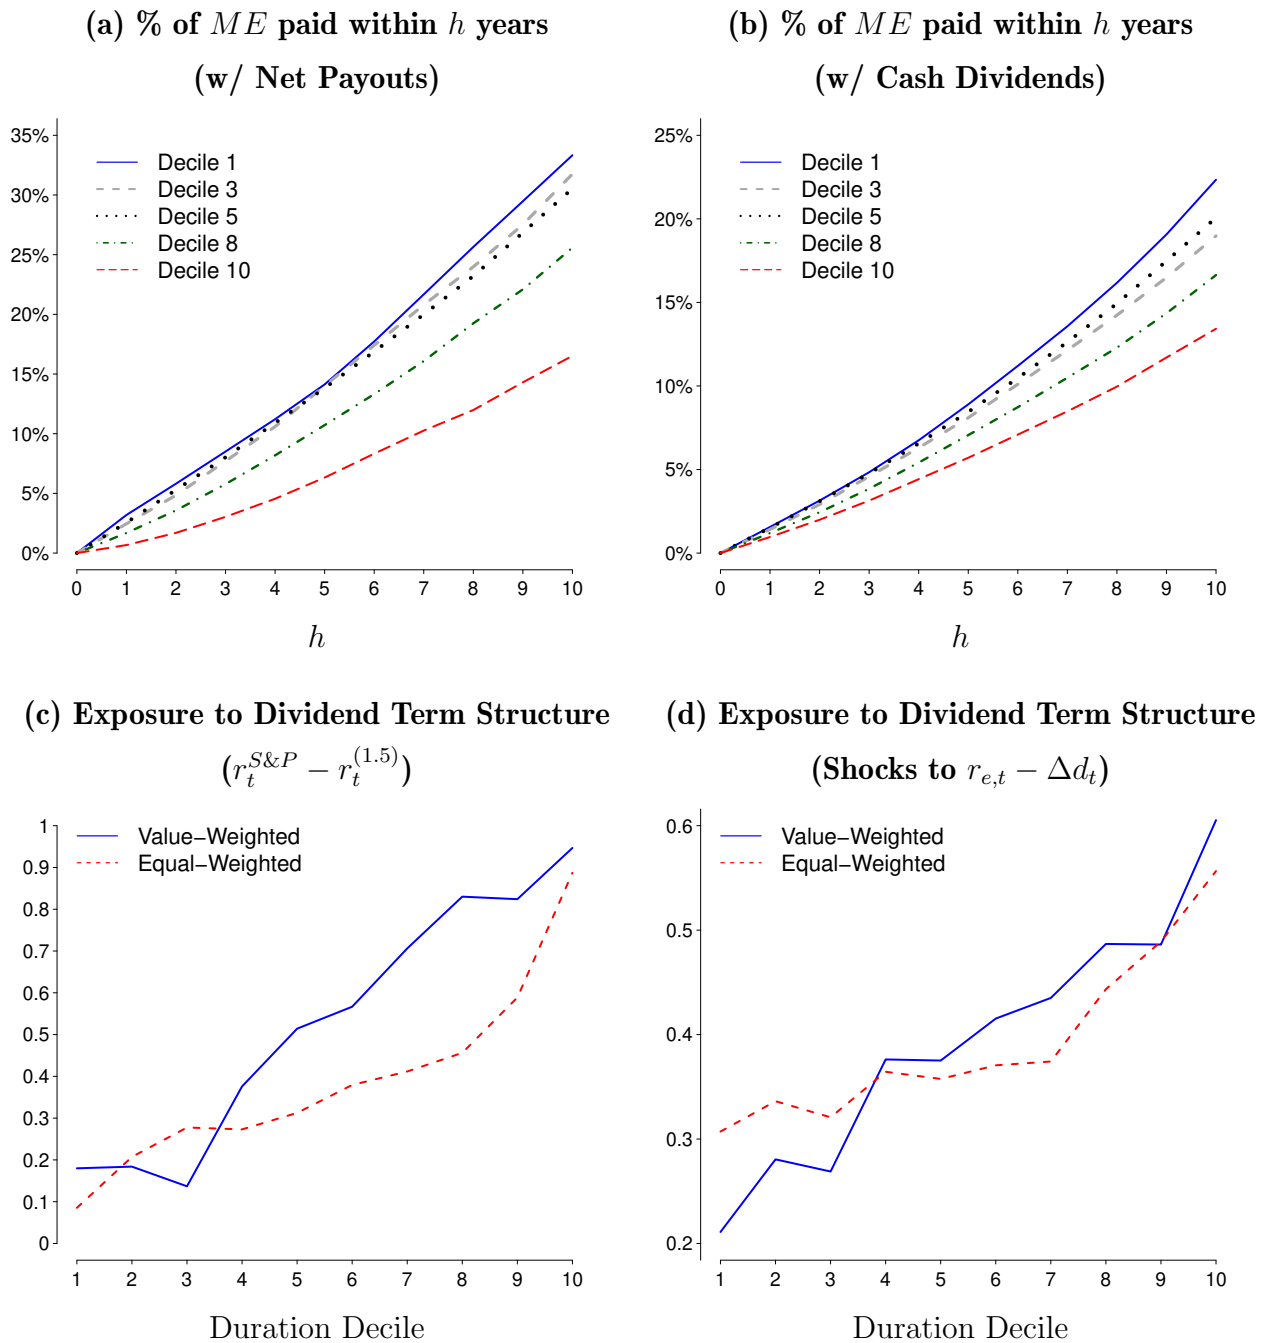 (a) % of ME paid within h years
(w/ Net Payouts)
35%
30%
25%
20%
15%
10%
5%
0%
Decile 1
Decile 3
Decile 5
Decile 8
Decile 10
0 1 2 3 4 5 6 7 8 9 10
h
(b) % of ME paid within h years
(w/ Cash Dividends)
25%
20%
15%
10%
5%
0%
Decile 1
Decile 3
Decile 5
Decile 8
Decile 10
0 1 2 3 4 5 6 7 8 9 10
h
(c) Exposure to Dividend Term Structure
(r_t^{S&P} − r_t^{(1.5)})
1
0.9
0.8
0.7
0.6
0.5
0.4
0.3
0.2
0.1
0
Value−Weighted
Equal−Weighted
1 2 3 4 5 6 7 8 9 10
Duration Decile
(d) Exposure to Dividend Term Structure
(Shocks to r_{e,t} − Δd_t)
0.6
0.5
0.4
0.3
0.2
Value−Weighted
Equal−Weighted
1 2 3 4 5 6 7 8 9 10
Duration Decile